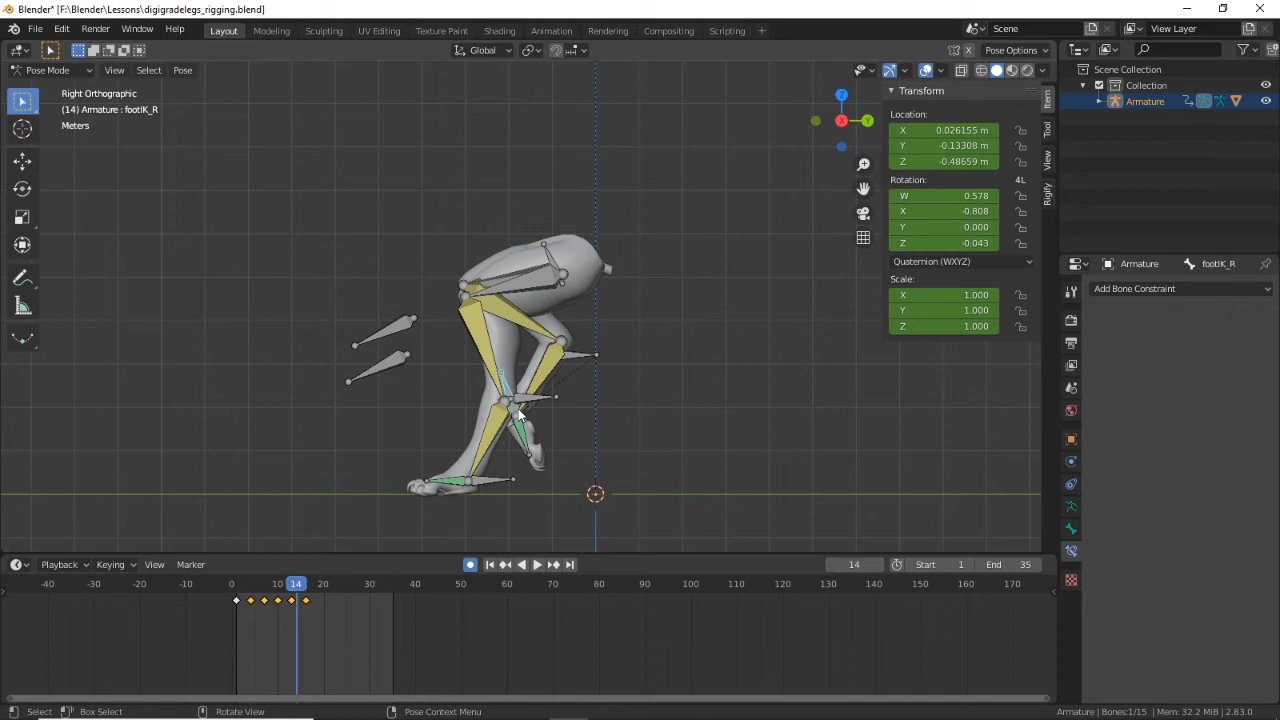 Blender* [F:\Blender\Lessons\digigradelegs_rigging.blend]
File Edit Render Window Help Layout Modeling Sculpting UV Editing Texture Paint Shading Animation Rendering Compositing Scripting + Scene View Layer
Global Pose Options
Pose Mode View Select Pose
Right Orthographic
(14) Armature : footIK_R
Meters
Transform
Location:
X 0.026155 m
Y -0.13308 m
Z -0.48659 m
Rotation: 4L
W 0.578
X -0.808
Y 0.000
Z -0.043
Quaternion (WXYZ)
Scale:
X 1.000
Y 1.000
Z 1.000
Item
Tool
View
Rigify
Z
X
Y
Scene Collection
Collection
Armature
Armature footIK_R
Add Bone Constraint
Playback Keying View Marker 14 Start 1 End 35
-40 -30 -20 -10 0 10 14 20 30 40 50 60 70 80 90 100 110 120 130 140 150 160 170
Select Box Select Rotate View Pose Context Menu Armature | Bones:1/15 | Mem: 32.2 MiB | 2.83.0